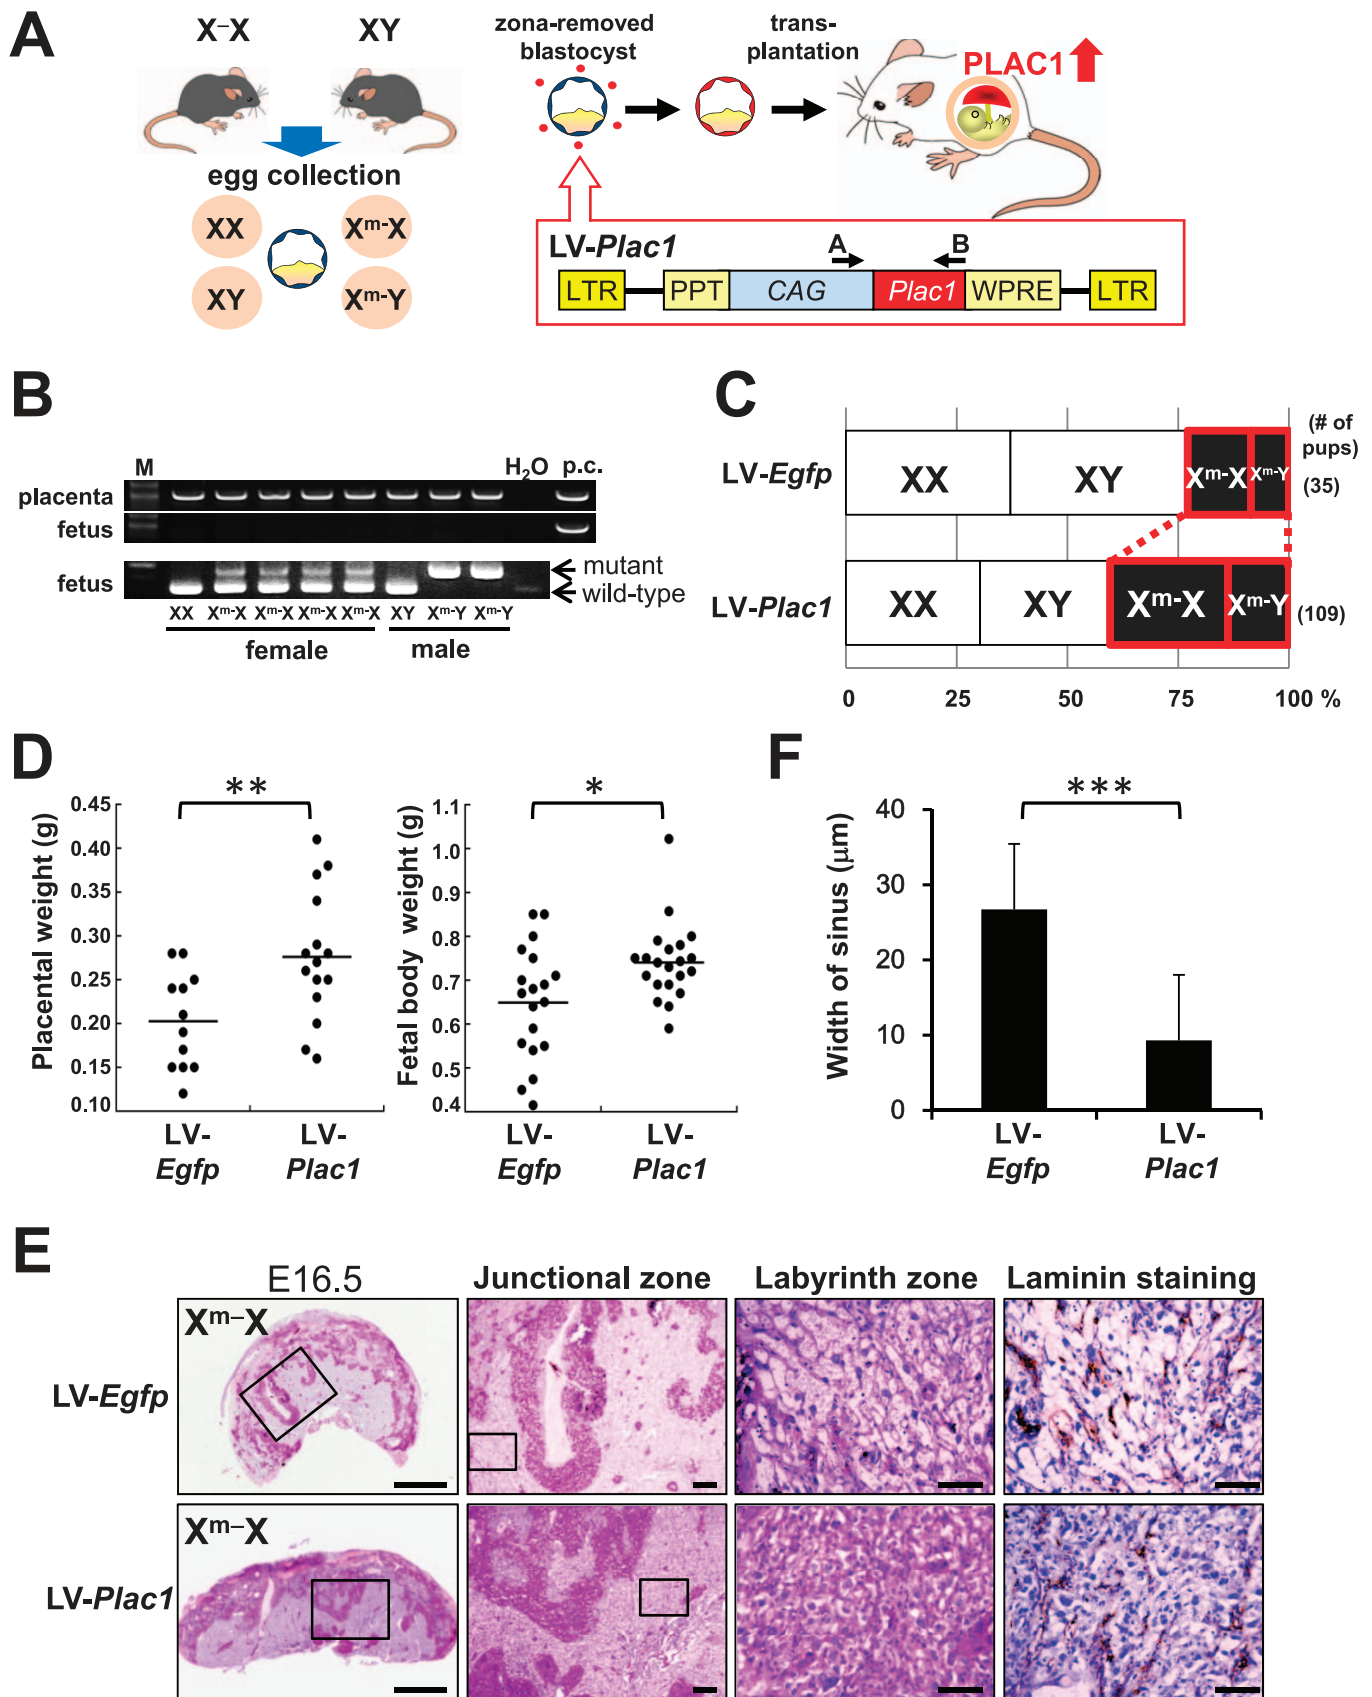 A
X⁻X
XY
egg collection
XX
Xᵐ⁻X
XY
Xᵐ⁻Y
zona-removed
blastocyst
trans-
plantation
PLAC1
LV-Plac1
A
B
LTR
PPT
CAG
Plac1
WPRE
LTR
B
M
H₂O
p.c.
placenta
fetus
fetus
mutant
wild-type
XX
Xᵐ⁻X
Xᵐ⁻X
Xᵐ⁻X
Xᵐ⁻X
XY
Xᵐ⁻Y
Xᵐ⁻Y
female
male
C
(# of
pups)
LV-Egfp
XX
XY
Xᵐ⁻X
Xᵐ⁻Y
(35)
LV-Plac1
XX
XY
Xᵐ⁻X
Xᵐ⁻Y
(109)
0
25
50
75
100 %
D
Placental weight (g)
0.45
0.40
0.35
0.30
0.25
0.20
0.15
0.10
**
LV-
Egfp
LV-
Plac1
Fetal body weight (g)
1.1
1.0
0.9
0.8
0.7
0.6
0.5
0.4
*
LV-
Egfp
LV-
Plac1
F
Width of sinus (μm)
40
30
20
10
0
***
LV-
Egfp
LV-
Plac1
E
E16.5
Junctional zone
Labyrinth zone
Laminin staining
LV-Egfp
Xᵐ⁻X
LV-Plac1
Xᵐ⁻X